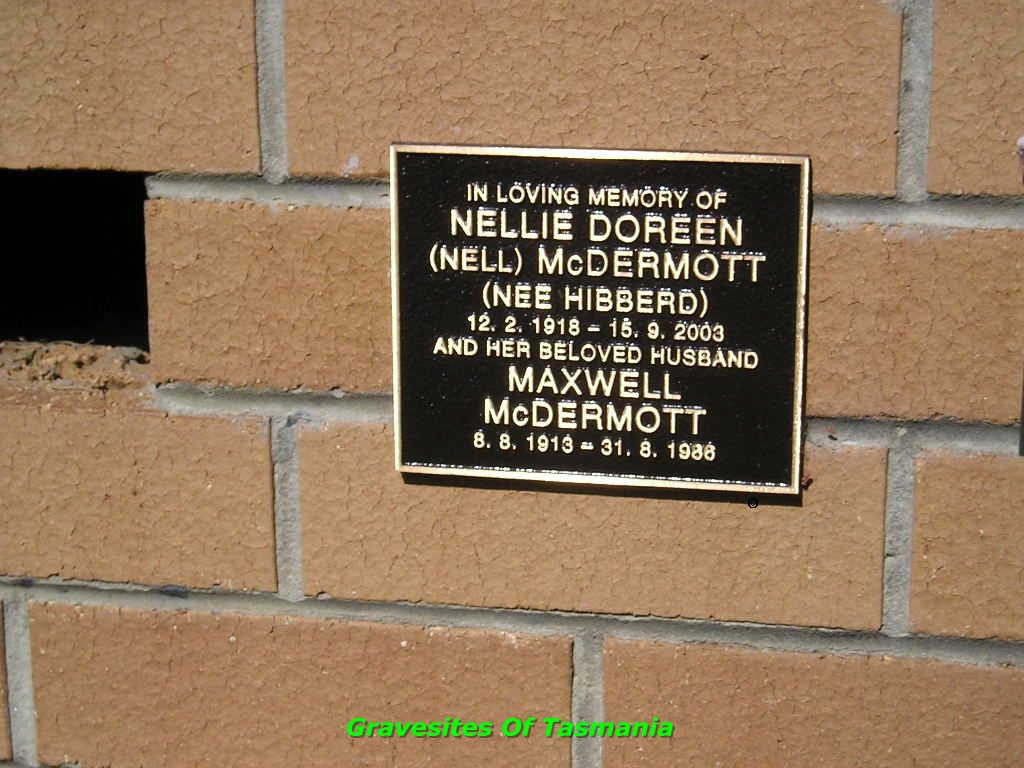 IN LOVING MEMORY OF
NELLIE DOREEN
(NELL) McDERMOTT
(NEE HIBBERD)
12. 2. 1918 – 15. 9. 2003
AND HER BELOVED HUSBAND
MAXWELL
McDERMOTT
8. 8. 1913 – 31. 8. 1986
©
Gravesites Of Tasmania